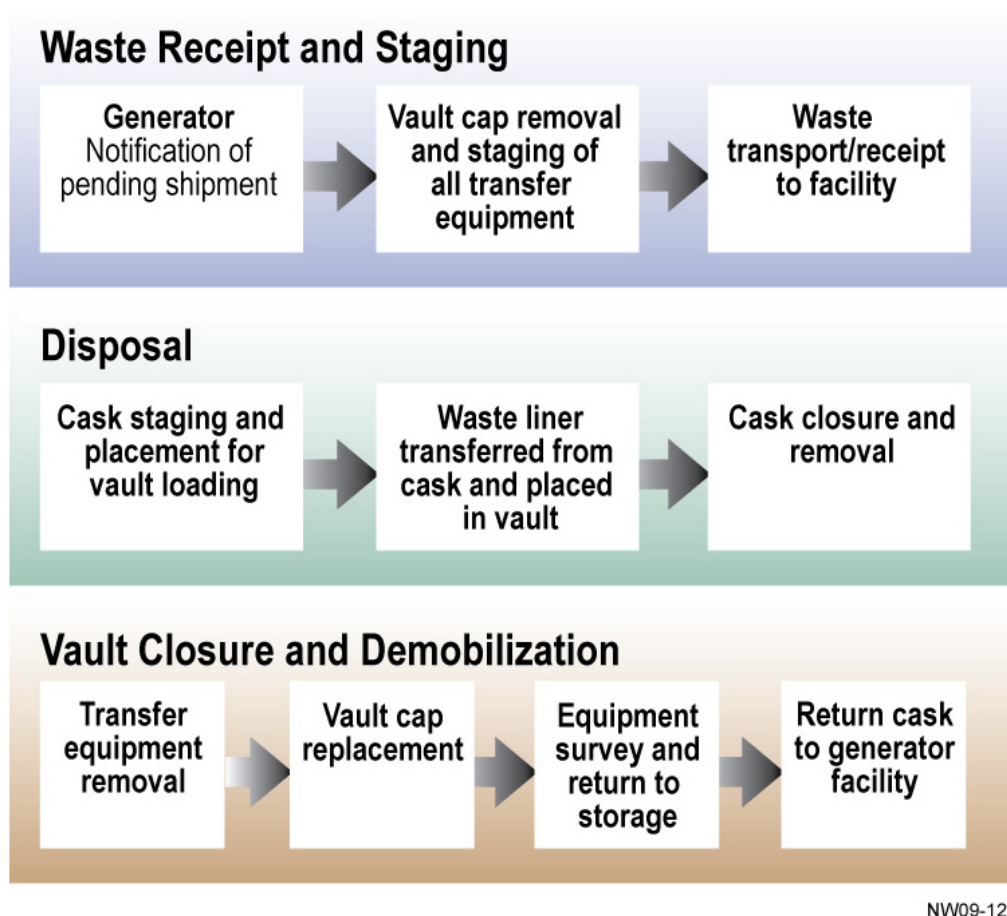 Waste Receipt and Staging
Generator
Notification of
pending shipment
Vault cap removal
and staging of
all transfer
equipment
Waste
transport/receipt
to facility
Disposal
Cask staging and
placement for
vault loading
Waste liner
transferred from
cask and placed
in vault
Cask closure and
removal
Vault Closure and Demobilization
Transfer
equipment
removal
Vault cap
replacement
Equipment
survey and
return to
storage
Return cask
to generator
facility
NW09-12